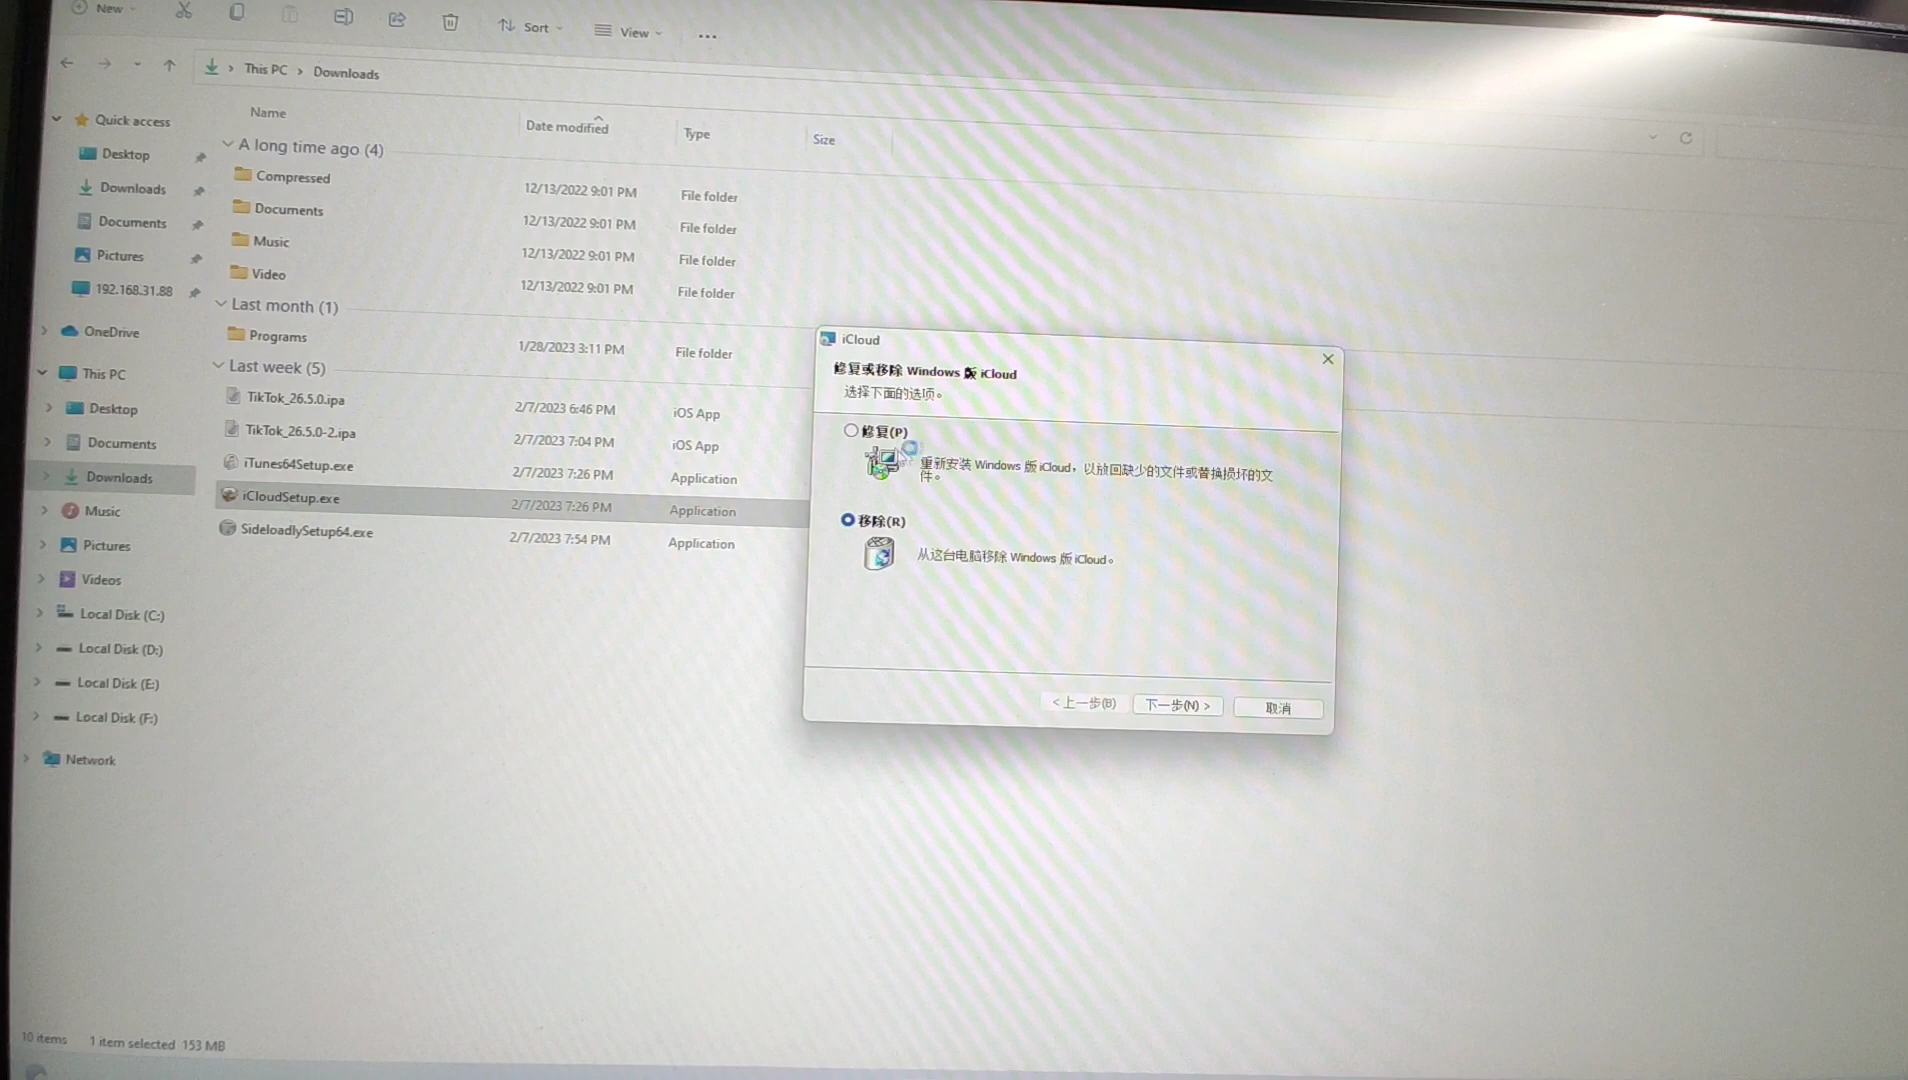 New
Sort
View
This PC > Downloads
Name
Date modified
Type
Size
Quick access
Desktop
Downloads
Documents
Pictures
192.168.31.88
OneDrive
This PC
Desktop
Documents
Downloads
Music
Pictures
Videos
Local Disk (C:)
Local Disk (D:)
Local Disk (E:)
Local Disk (F:)
Network
A long time ago (4)
Compressed 12/13/2022 9:01 PM File folder
Documents 12/13/2022 9:01 PM File folder
Music 12/13/2022 9:01 PM File folder
Video 12/13/2022 9:01 PM File folder
Last month (1)
Programs 1/28/2023 3:11 PM File folder
Last week (5)
TikTok_26.5.0.ipa 2/7/2023 6:46 PM iOS App
TikTok_26.5.0-2.ipa 2/7/2023 7:04 PM iOS App
iTunes64Setup.exe 2/7/2023 7:26 PM Application
iCloudSetup.exe 2/7/2023 7:26 PM Application
SideloadlySetup64.exe 2/7/2023 7:54 PM Application
iCloud
修复或移除 Windows 版 iCloud
选择下面的选项。
修复(P)
重新安装 Windows 版 iCloud，以放回缺少的文件或替换损坏的文
件。
移除(R)
从这台电脑移除 Windows 版 iCloud。
< 上一步(B)
下一步(N) >
取消
10 items 1 item selected 153 MB